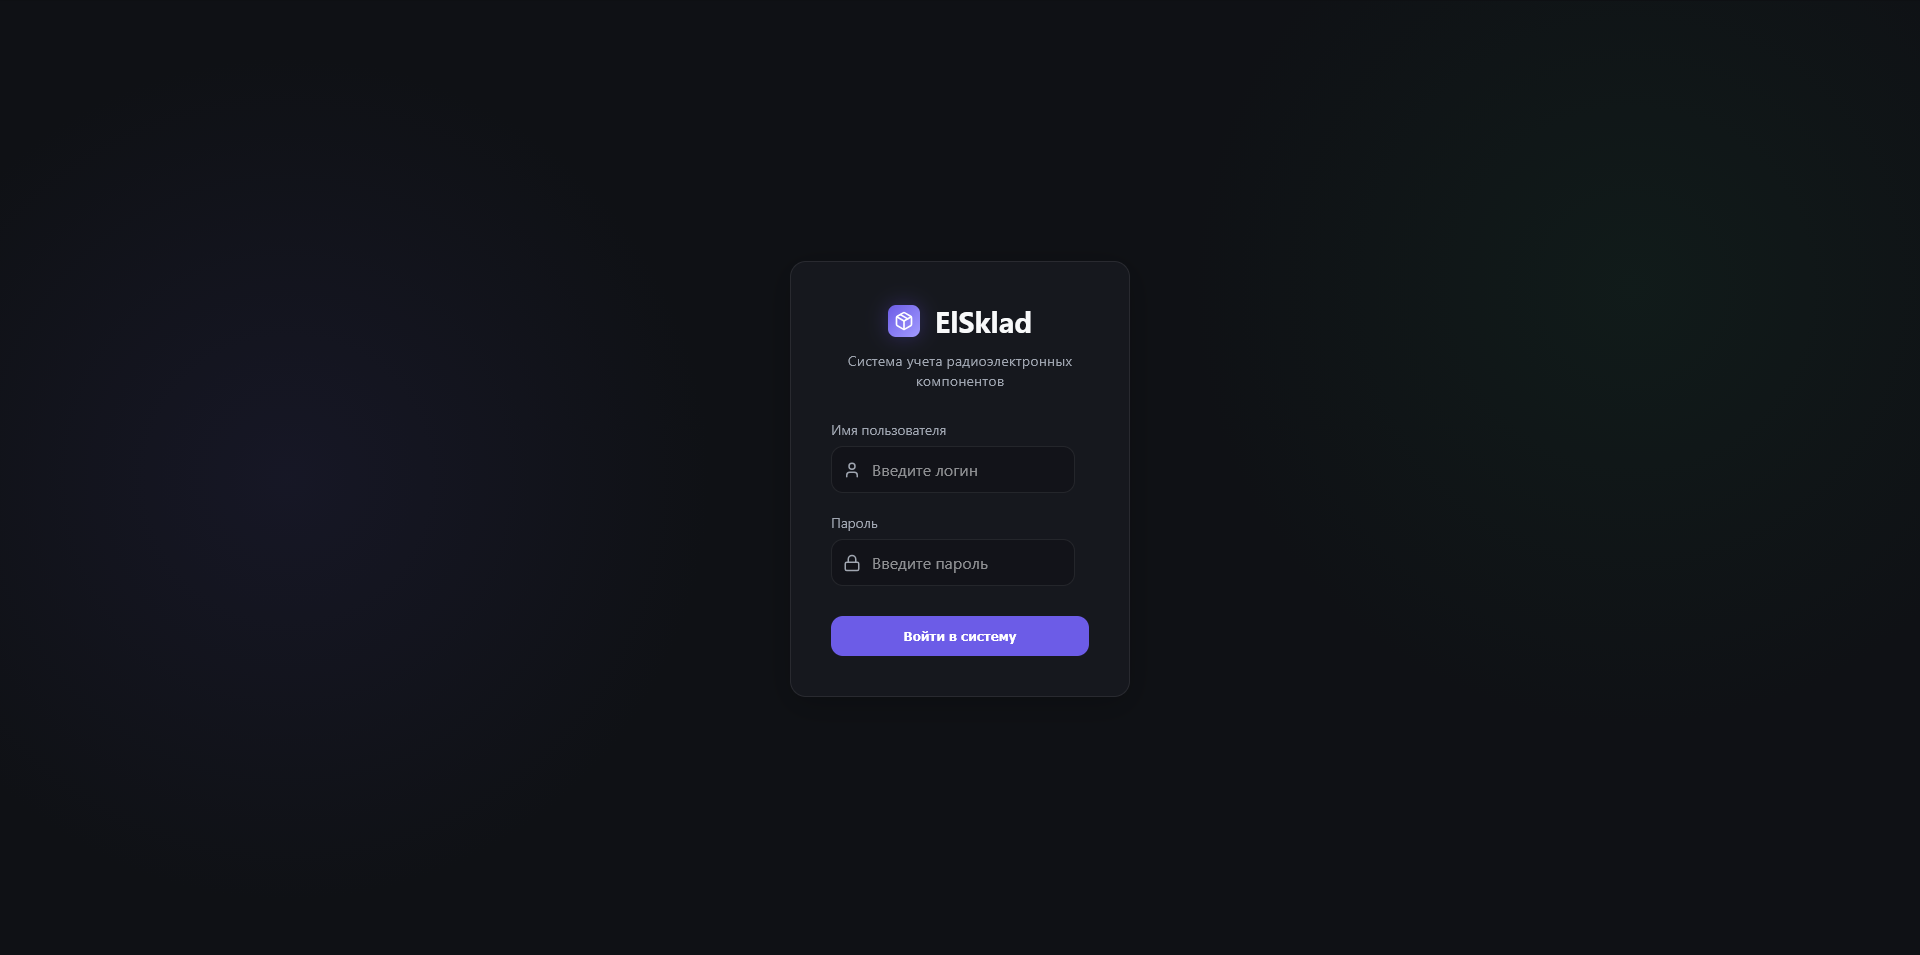 ElSklad
Система учета радиоэлектронных
компонентов
Имя пользователя
Введите логин
Пароль
Введите пароль
Войти в систему